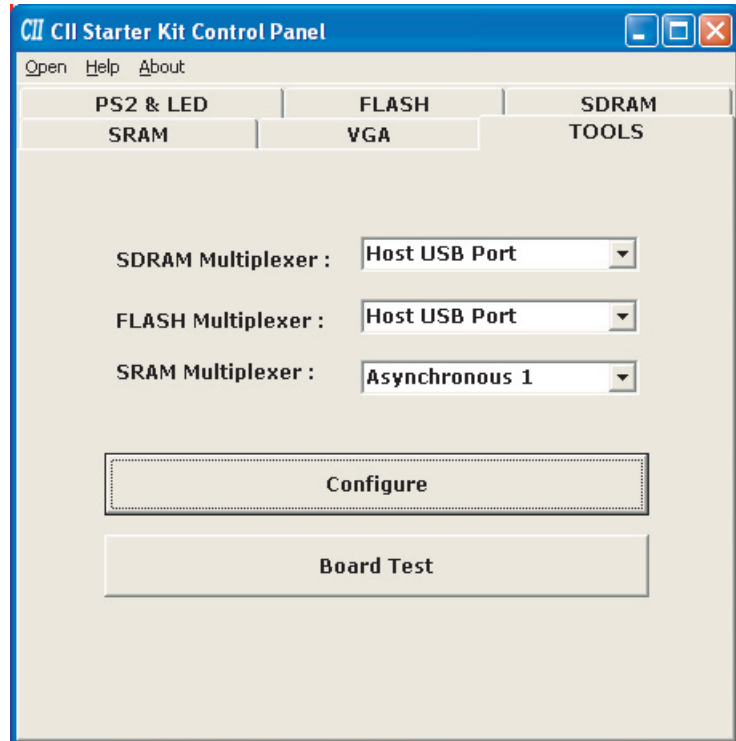 CII CII Starter Kit Control Panel
Open Help About
PS2 & LED FLASH SDRAM
SRAM VGA TOOLS
SDRAM Multiplexer : Host USB Port
FLASH Multiplexer : Host USB Port
SRAM Multiplexer : Asynchronous 1
Configure
Board Test